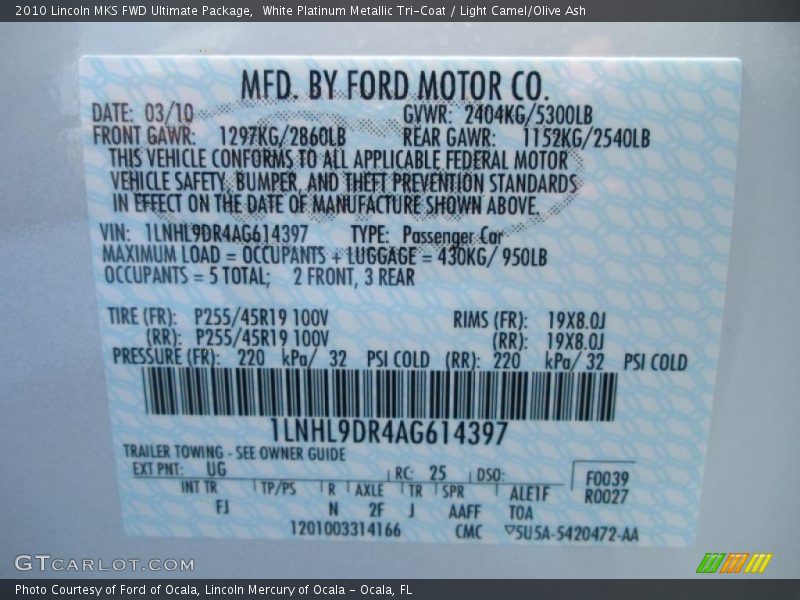 2010 Lincoln MKS FWD Ultimate Package,  White Platinum Metallic Tri-Coat / Light Camel/Olive Ash
MFD. BY FORD MOTOR CO.
DATE: 03/10 GVWR: 2404KG/5300LB
FRONT GAWR: 1297KG/2860LB REAR GAWR: 1152KG/2540LB
THIS VEHICLE CONFORMS TO ALL APPLICABLE FEDERAL MOTOR
VEHICLE SAFETY, BUMPER, AND THEFT PREVENTION STANDARDS
IN EFFECT ON THE DATE OF MANUFACTURE SHOWN ABOVE.
VIN: 1LNHL9DR4AG614397 TYPE: Passenger Car
MAXIMUM LOAD = OCCUPANTS + LUGGAGE = 430KG/ 950LB
OCCUPANTS = 5 TOTAL; 2 FRONT, 3 REAR
TIRE (FR): P255/45R19 100V RIMS (FR): 19X8.0J
(RR): P255/45R19 100V (RR): 19X8.0J
PRESSURE (FR): 220 kPa/ 32 PSI COLD (RR): 220 kPa/ 32 PSI COLD
1LNHL9DR4AG614397
TRAILER TOWING - SEE OWNER GUIDE
EXT PNT: UG RC: 25 DSO: F0039
INT TR TP/PS R AXLE TR SPR ALE1F R0027
FJ N 2F J AAFF TOA
1201003314166 CMC ▽5U5A-5420472-AA
GTCARLOT.COM
Photo Courtesy of Ford of Ocala, Lincoln Mercury of Ocala - Ocala, FL